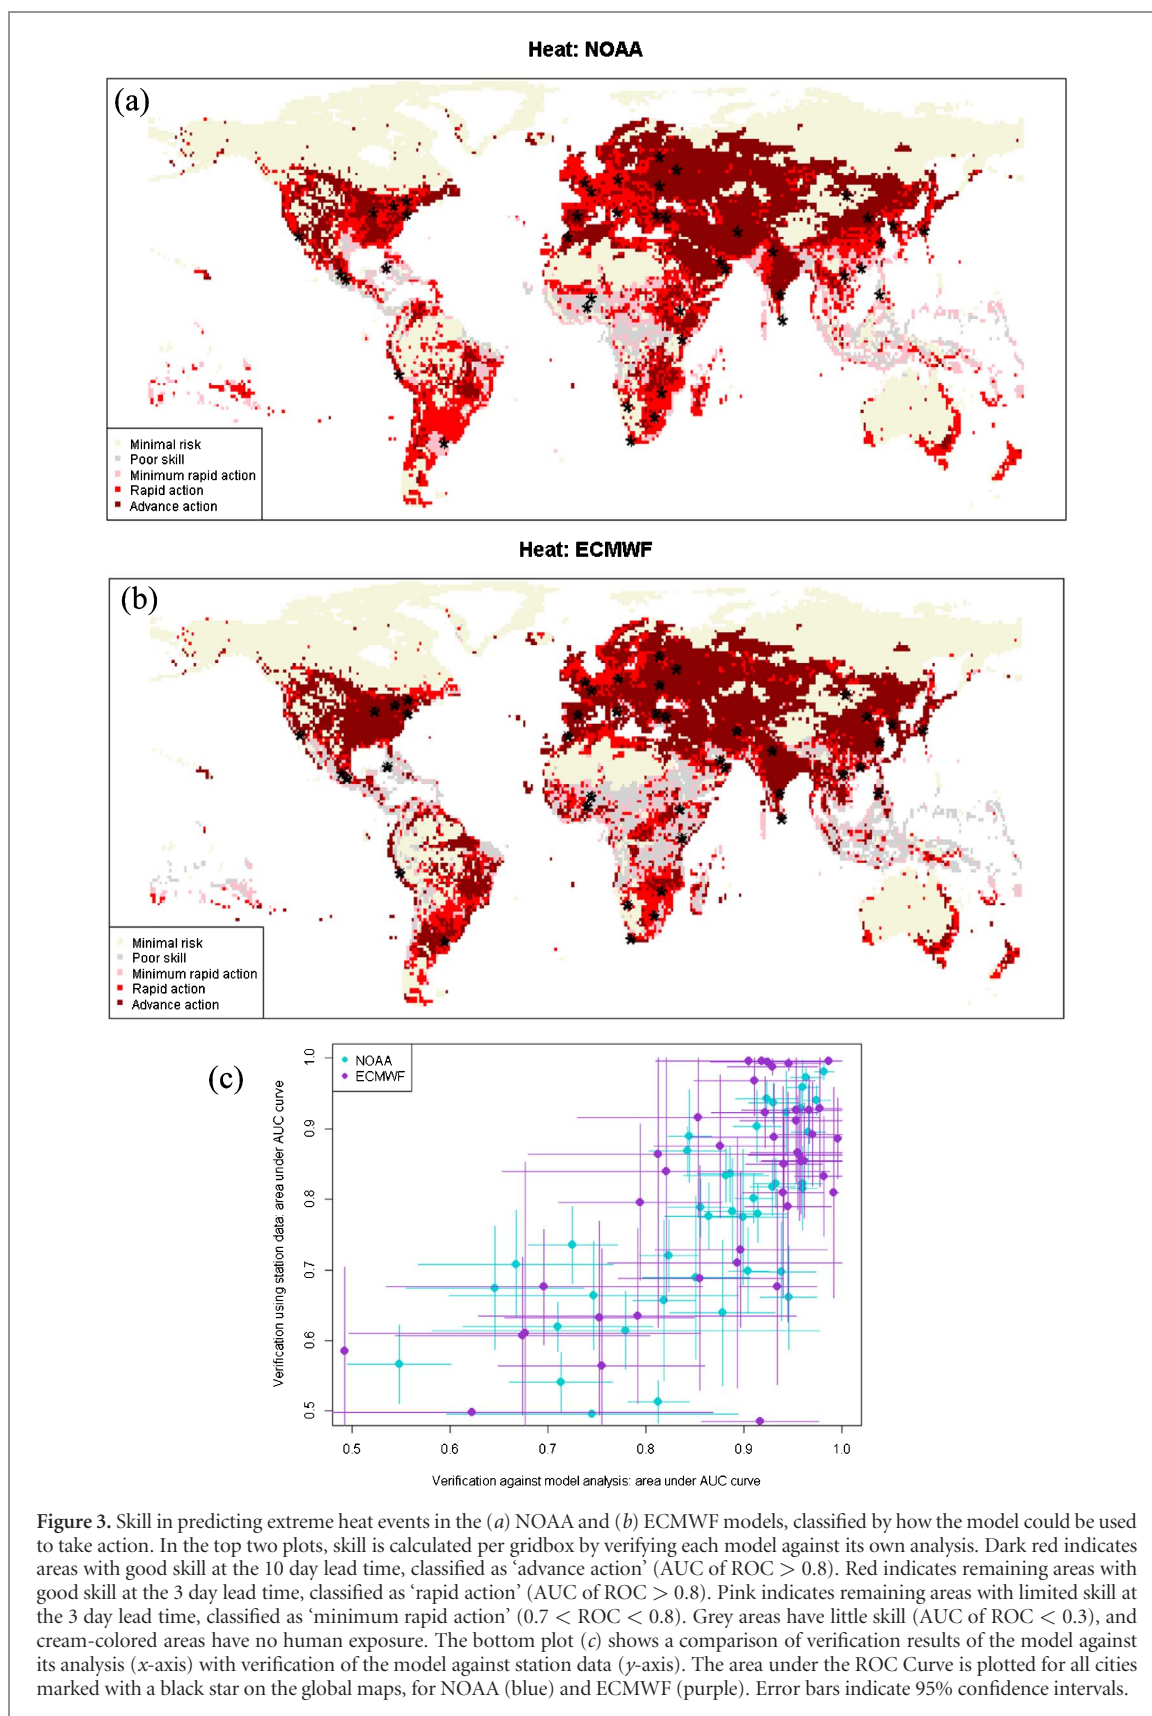 Heat: NOAA
(a)
Minimal risk
Poor skill
Minimum rapid action
Rapid action
Advance action
Heat: ECMWF
(b)
Minimal risk
Poor skill
Minimum rapid action
Rapid action
Advance action
(c)
NOAA
ECMWF
Verification using station data: area under AUC curve
1.0
0.9
0.8
0.7
0.6
0.5
0.5 0.6 0.7 0.8 0.9 1.0
Verification against model analysis: area under AUC curve
Figure 3. Skill in predicting extreme heat events in the (a) NOAA and (b) ECMWF models, classified by how the model could be used
to take action. In the top two plots, skill is calculated per gridbox by verifying each model against its own analysis. Dark red indicates
areas with good skill at the 10 day lead time, classified as ‘advance action’ (AUC of ROC > 0.8). Red indicates remaining areas with
good skill at the 3 day lead time, classified as ‘rapid action’ (AUC of ROC > 0.8). Pink indicates remaining areas with limited skill at
the 3 day lead time, classified as ‘minimum rapid action’ (0.7 < ROC < 0.8). Grey areas have little skill (AUC of ROC < 0.3), and
cream-colored areas have no human exposure. The bottom plot (c) shows a comparison of verification results of the model against
its analysis (x-axis) with verification of the model against station data (y-axis). The area under the ROC Curve is plotted for all cities
marked with a black star on the global maps, for NOAA (blue) and ECMWF (purple). Error bars indicate 95% confidence intervals.